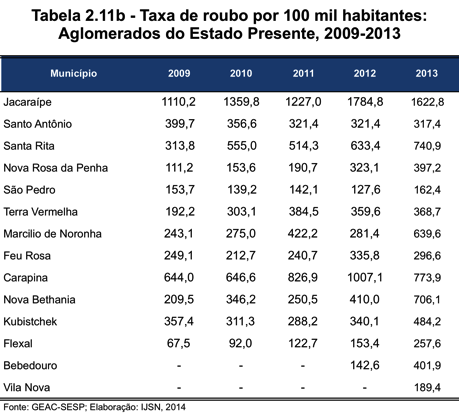 Tabela 2.11b - Taxa de roubo por 100 mil habitantes:
Aglomerados do Estado Presente, 2009-2013
Município 2009 2010 2011 2012 2013
Jacaraípe 1110,2 1359,8 1227,0 1784,8 1622,8
Santo Antônio 399,7 356,6 321,4 321,4 317,4
Santa Rita 313,8 555,0 514,3 633,4 740,9
Nova Rosa da Penha 111,2 153,6 190,7 323,1 397,2
São Pedro 153,7 139,2 142,1 127,6 162,4
Terra Vermelha 192,2 303,1 384,5 359,6 368,7
Marcilio de Noronha 243,1 275,0 422,2 281,4 639,6
Feu Rosa 249,1 212,7 240,7 335,8 296,6
Carapina 644,0 646,6 826,9 1007,1 773,9
Nova Bethania 209,5 346,2 250,5 410,0 706,1
Kubistchek 357,4 311,3 288,2 340,1 484,2
Flexal 67,5 92,0 122,7 153,4 257,6
Bebedouro - - - 142,6 401,9
Vila Nova - - - - 189,4
Fonte: GEAC-SESP; Elaboração: IJSN, 2014